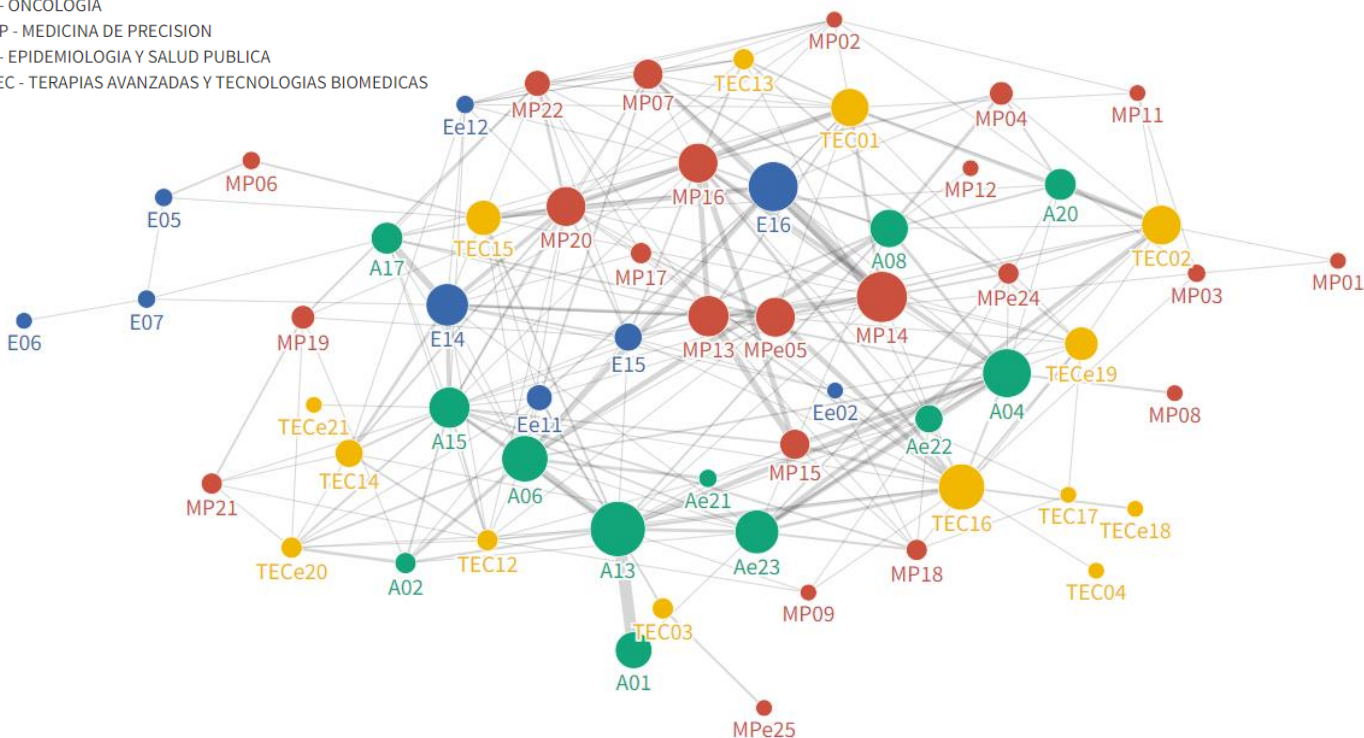 - ONCOLOGIA
P - MEDICINA DE PRECISION
- EPIDEMIOLOGIA Y SALUD PUBLICA
EC - TERAPIAS AVANZADAS Y TECNOLOGIAS BIOMEDICAS
MP02
TEC13
MP07
MP22
MP04
MP11
Ee12
TEC01
MP06
MP16
MP12
E05
E16
A20
TEC15
MP20
A17
MP17
A08
TEC02
MP01
MPe24
MP03
E07
E06
MP19
E14
E15
MP13
MPe05
MP14
TECe19
A04
MP08
Ee02
TECe21
Ee11
A15
Ae22
MP15
TEC14
A06
Ae21
MP21
TEC16
TEC17
TECe18
TECe20
A02
TEC12
A13
Ae23
MP18
TEC04
MP09
TEC03
A01
MPe25